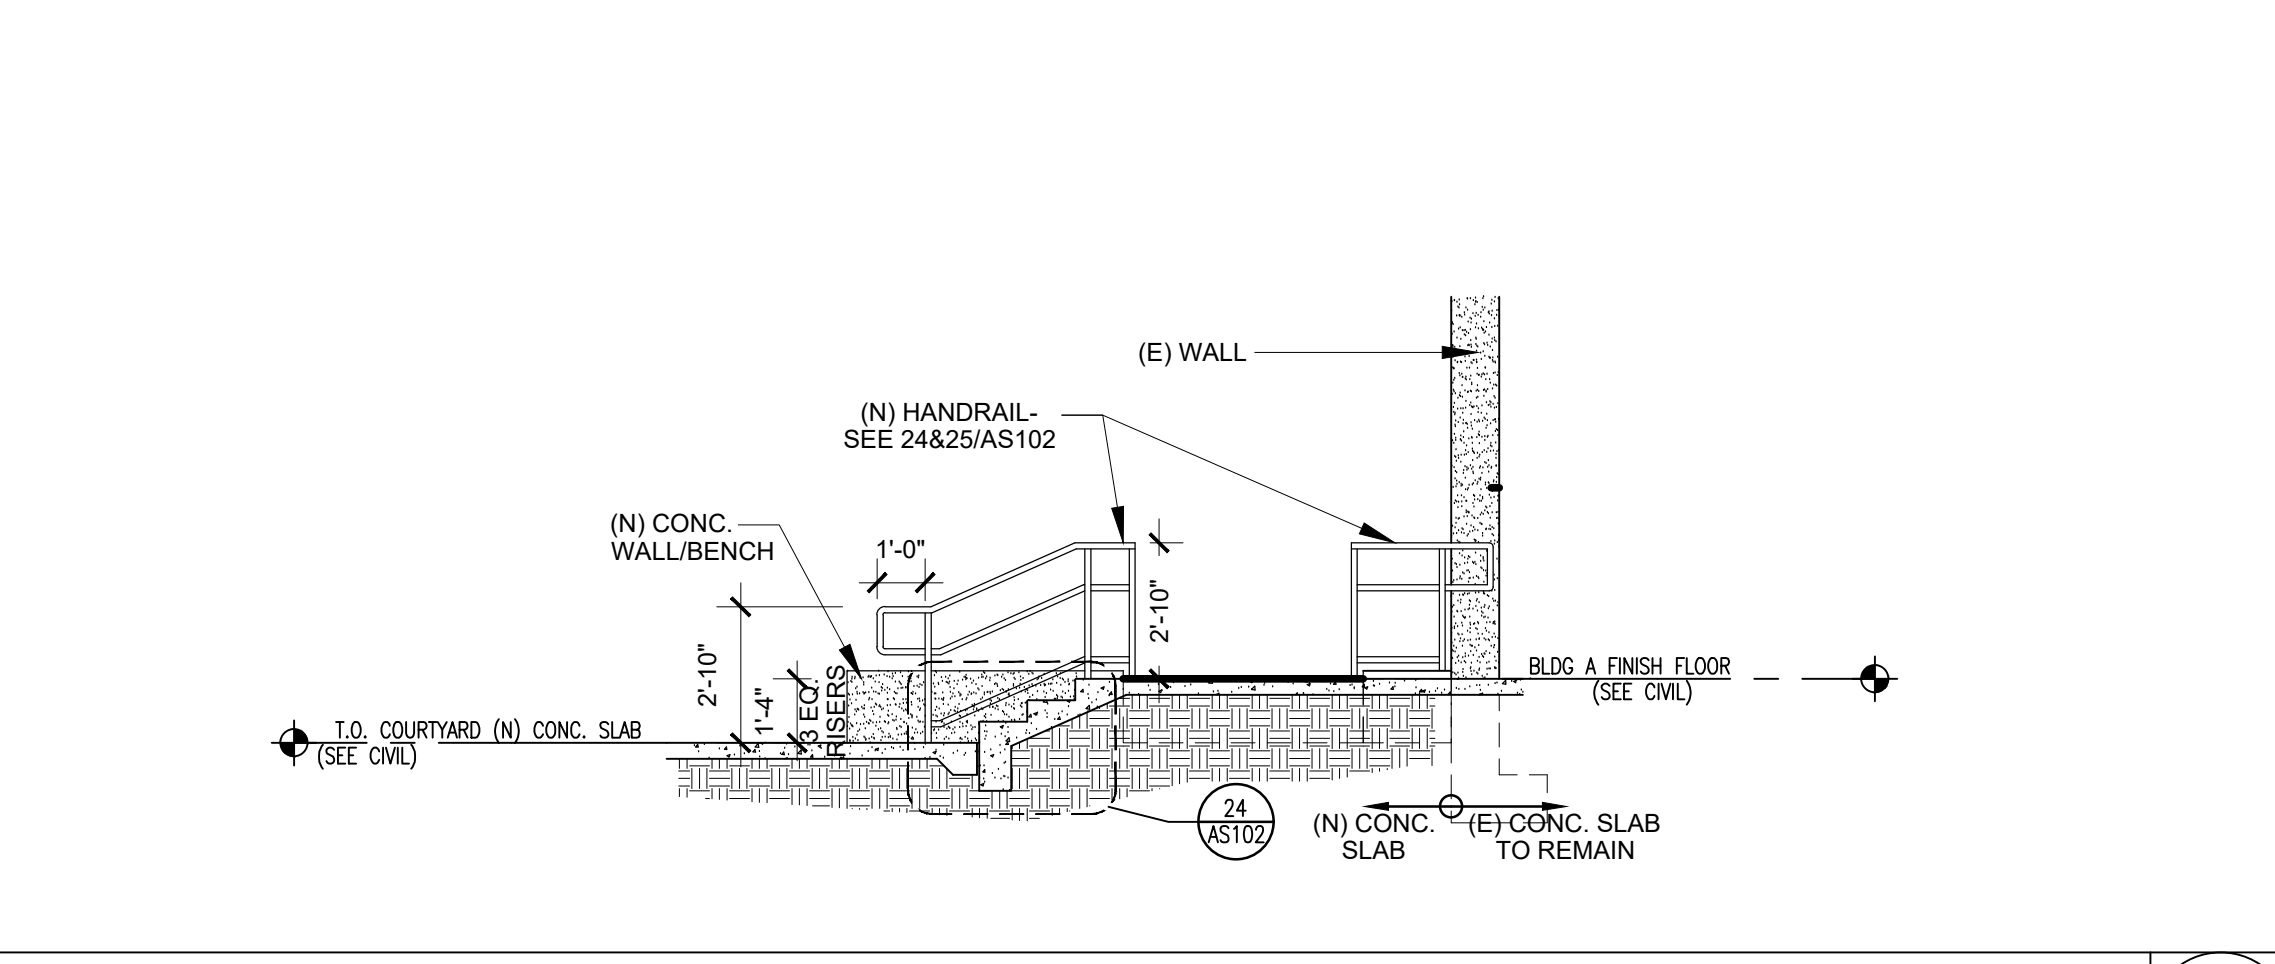 (E) WALL
(N) HANDRAIL-
SEE 24&25/AS102
(N) CONC.
WALL/BENCH
1'-0"
2'-10"
2'-10"
1'-4"
3 EQ.
RISERS
BLDG A FINISH FLOOR
(SEE CIVIL)
T.O. COURTYARD (N) CONC. SLAB
(SEE CIVIL)
24
AS102
(N) CONC.
SLAB
(E) CONC. SLAB
TO REMAIN